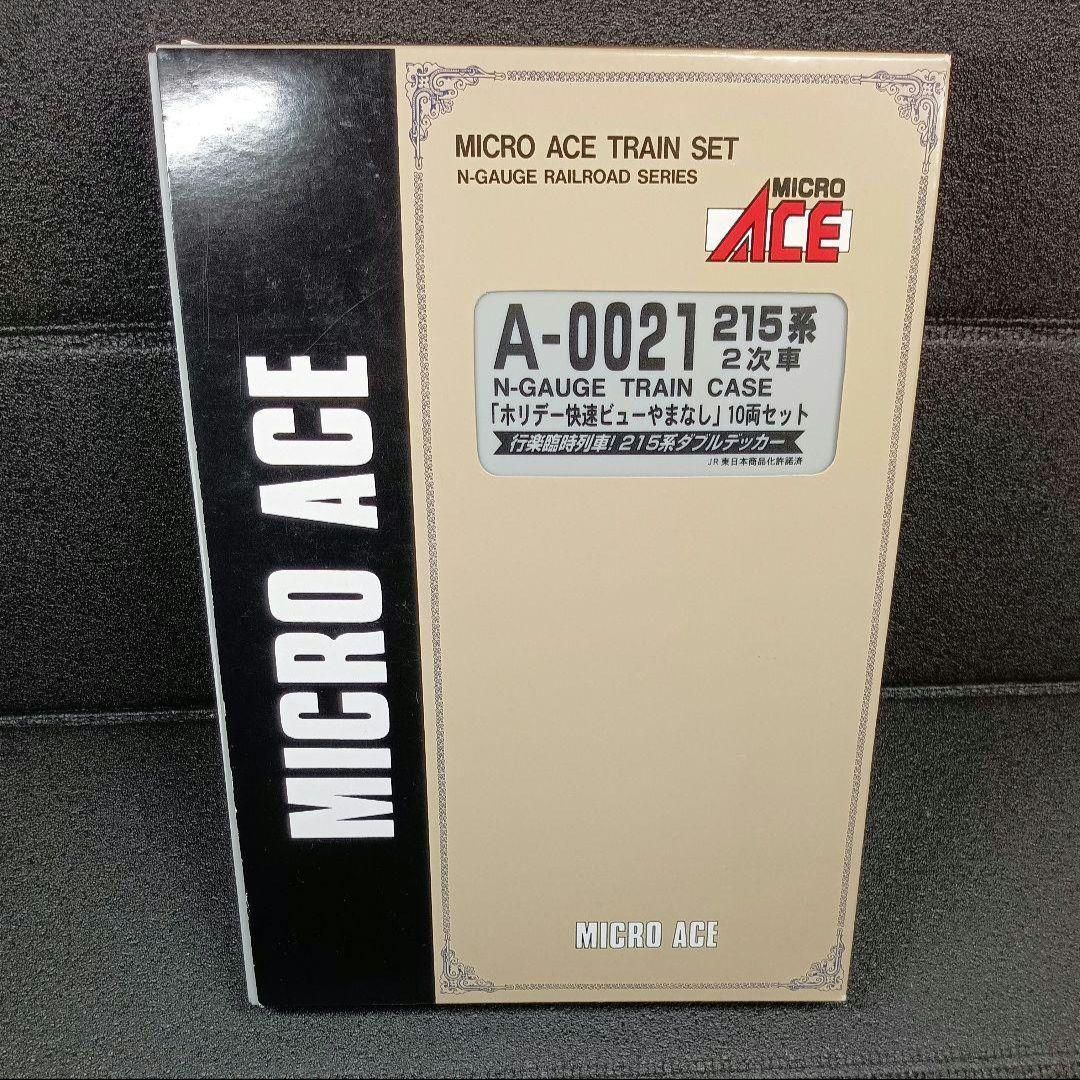 MICRO ACE
MICRO ACE TRAIN SET
N-GAUGE RAILROAD SERIES
MICRO
ACE
A-0021 215系
2次車
N-GAUGE TRAIN CASE
「ホリデー快速ビューやまなし」10両セット
行楽臨時列車! 215系ダブルデッカー
JR東日本商品化許諾済
MICRO ACE